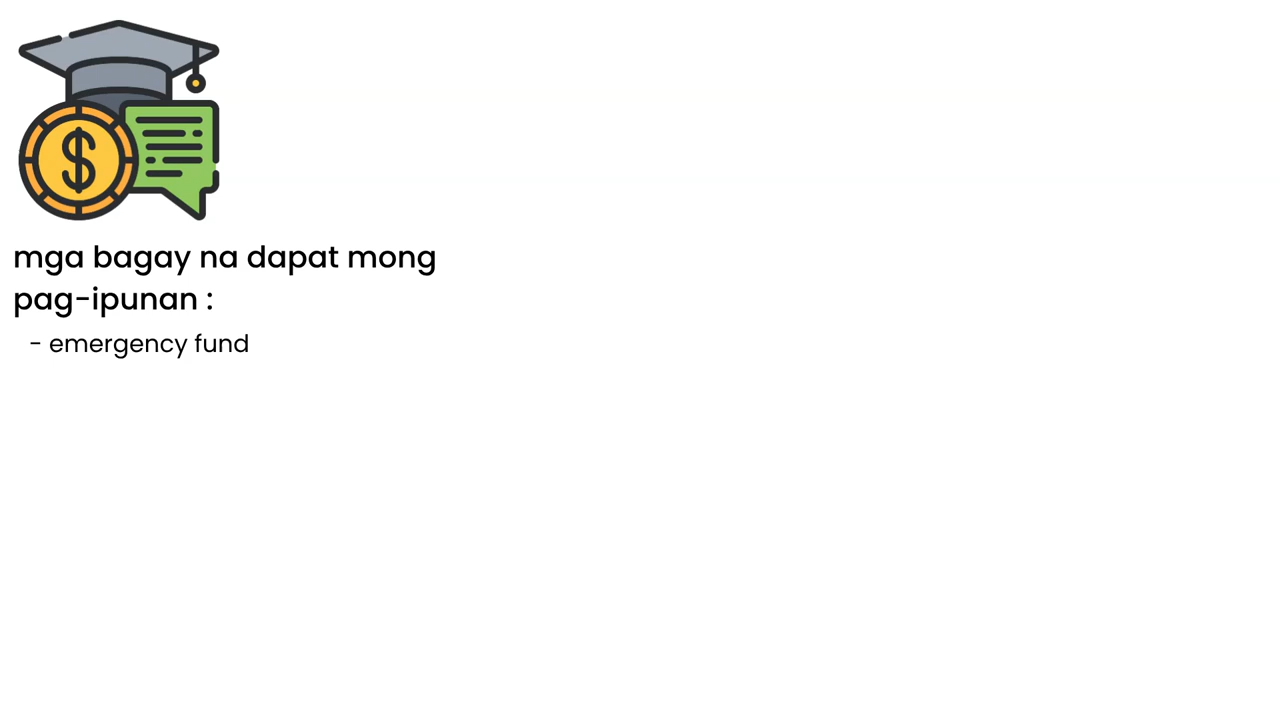 mga bagay na dapat mong
pag-ipunan :
- emergency fund